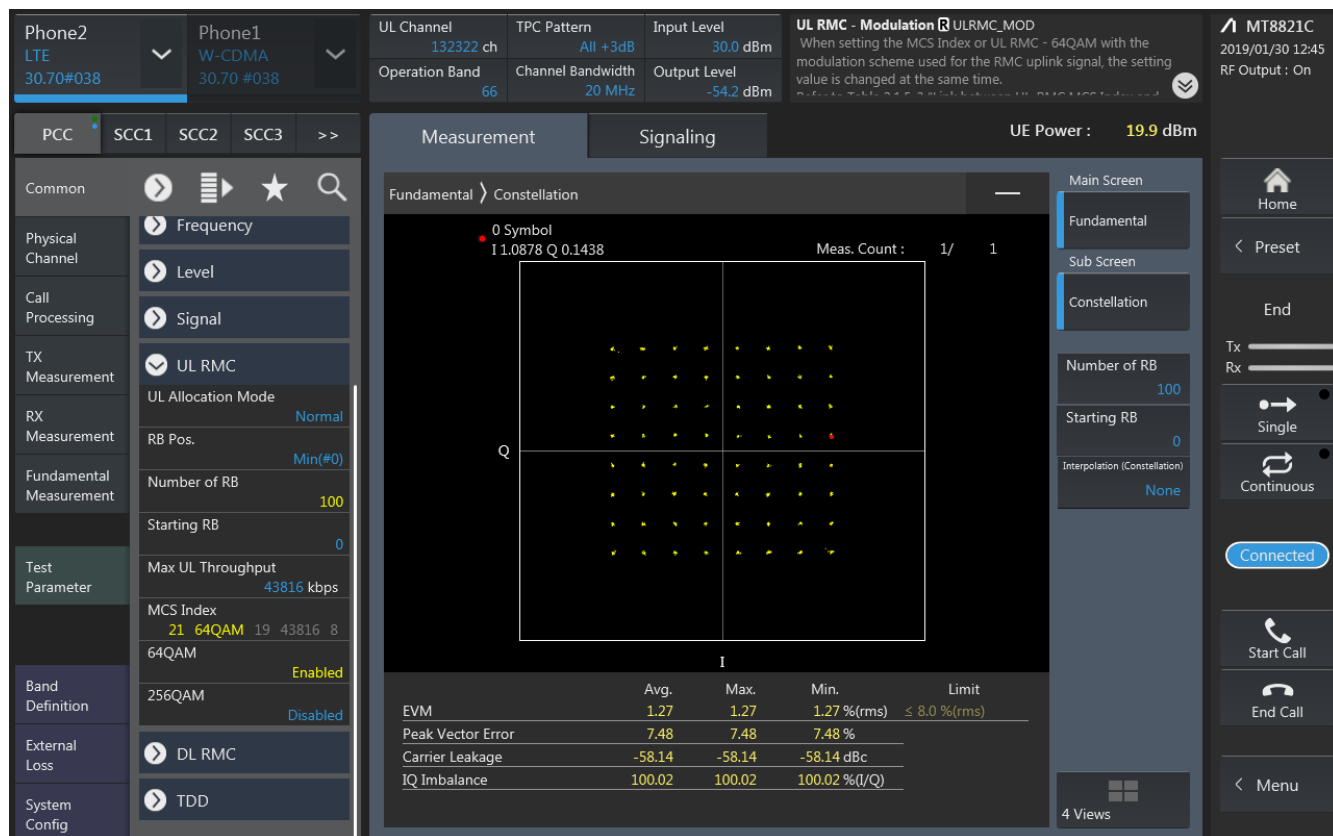 Phone2
LTE
30.70#038
Phone1
W-CDMA
30.70 #038
UL Channel
132322 ch
TPC Pattern
All +3dB
Input Level
30.0 dBm
Operation Band
66
Channel Bandwidth
20 MHz
Output Level
-54.2 dBm
UL RMC - Modulation R ULRMC_MOD
When setting the MCS Index or UL RMC - 64QAM with the
modulation scheme used for the RMC uplink signal, the setting
value is changed at the same time.
MT8821C
2019/01/30 12:45
RF Output : On
PCC SCC1 SCC2 SCC3 >>
Measurement
Signaling
UE Power : 19.9 dBm
Common
Physical
Channel
Call
Processing
TX
Measurement
RX
Measurement
Fundamental
Measurement
Test
Parameter
Band
Definition
External
Loss
System
Config
Frequency
Level
Signal
UL RMC
UL Allocation Mode
Normal
RB Pos.
Min(#0)
Number of RB
100
Starting RB
0
Max UL Throughput
43816 kbps
MCS Index
21 64QAM 19 43816 8
64QAM
Enabled
256QAM
Disabled
DL RMC
TDD
Fundamental > Constellation
0 Symbol
I 1.0878 Q 0.1438
Meas. Count : 1/ 1
Q
I
Avg. Max. Min. Limit
EVM 1.27 1.27 1.27 %(rms) ≤ 8.0 %(rms)
Peak Vector Error 7.48 7.48 7.48 %
Carrier Leakage -58.14 -58.14 -58.14 dBc
IQ Imbalance 100.02 100.02 100.02 %(I/Q)
Main Screen
Fundamental
Sub Screen
Constellation
Number of RB
100
Starting RB
0
Interpolation (Constellation)
None
4 Views
Home
< Preset
End
Tx
Rx
Single
Continuous
Connected
Start Call
End Call
< Menu